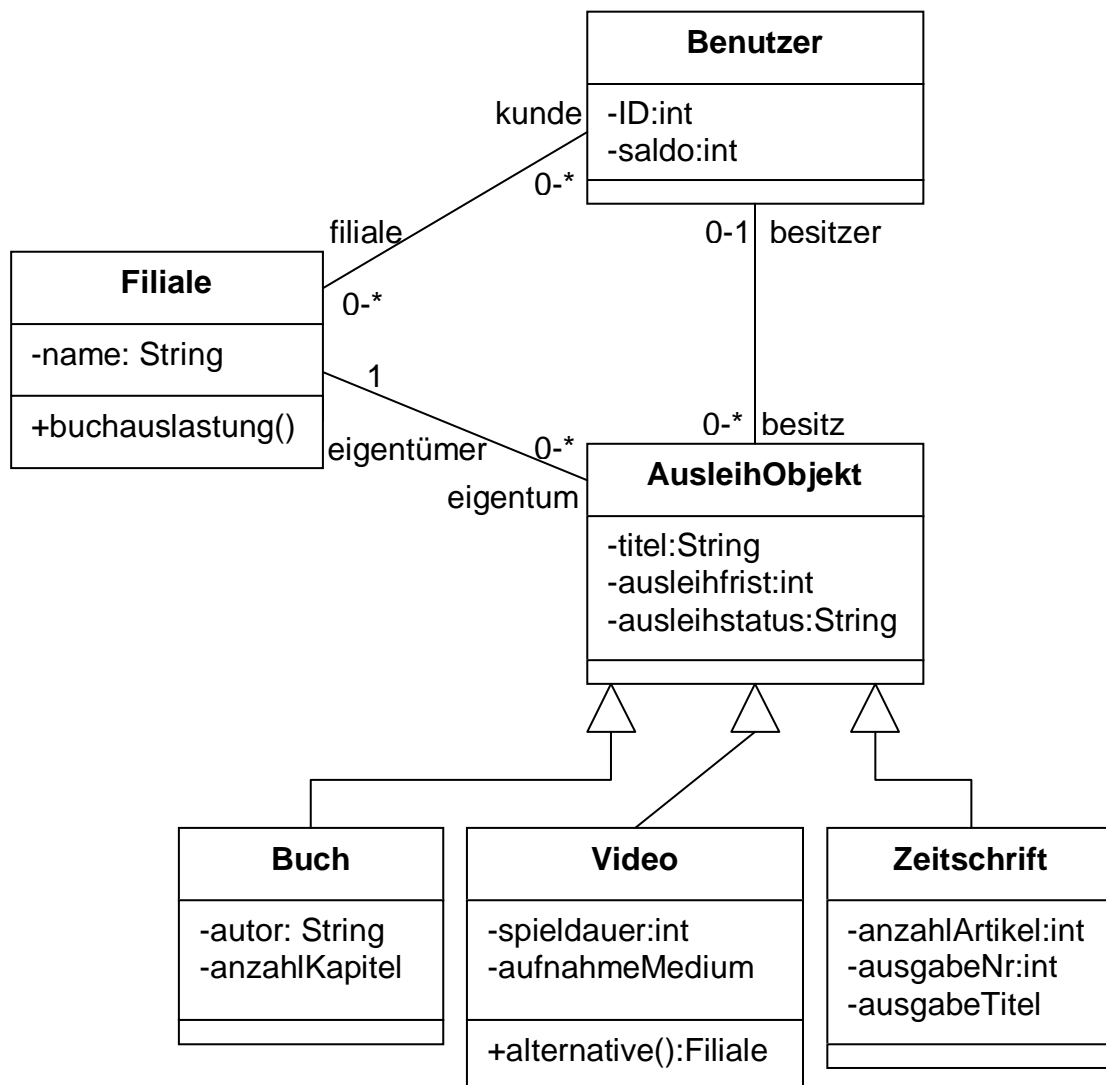 Benutzer
-ID:int
-saldo:int
kunde
0-*
filiale
0-*
0-1 besitzer
Filiale
-name: String
+buchauslastung()
1
eigentümer
0-*
eigentum
0-* besitz
AusleihObjekt
-titel:String
-ausleihfrist:int
-ausleihstatus:String
Buch
-autor: String
-anzahlKapitel
Video
-spieldauer:int
-aufnahmeMedium
+alternative():Filiale
Zeitschrift
-anzahlArtikel:int
-ausgabeNr:int
-ausgabeTitel